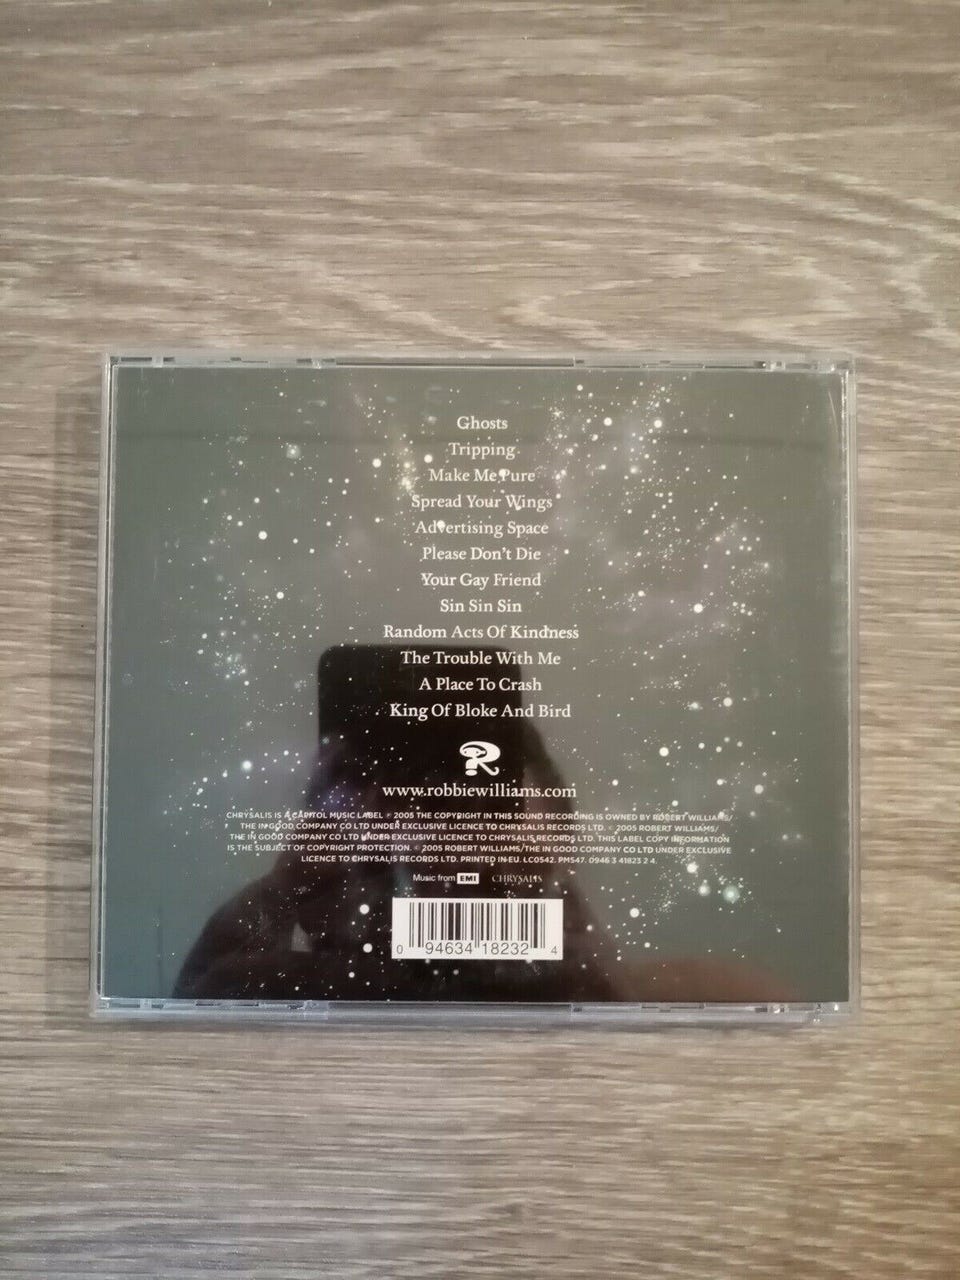 Ghosts
Tripping
Make Me Pure
Spread Your Wings
Advertising Space
Please Don't Die
Your Gay Friend
Sin Sin Sin
Random Acts Of Kindness
The Trouble With Me
A Place To Crash
King Of Bloke And Bird
www.robbiewilliams.com
CHRYSALIS IS A CAPITOL MUSIC LABEL ℗ 2005 THE COPYRIGHT IN THIS SOUND RECORDING IS OWNED BY ROBERT WILLIAMS/
THE IN GOOD COMPANY CO LTD UNDER EXCLUSIVE LICENCE TO CHRYSALIS RECORDS LTD. © 2005 ROBERT WILLIAMS/
THE IN GOOD COMPANY CO LTD UNDER EXCLUSIVE LICENCE TO CHRYSALIS RECORDS LTD. THIS LABEL COPY INFORMATION
IS THE SUBJECT OF COPYRIGHT PROTECTION. © 2005 ROBERT WILLIAMS/THE IN GOOD COMPANY CO LTD UNDER EXCLUSIVE
LICENCE TO CHRYSALIS RECORDS LTD. PRINTED IN EU. LC0542. PM547. 0946 3 41823 2 4.
Music from EMI CHRYSALIS
0 94634 18232 4